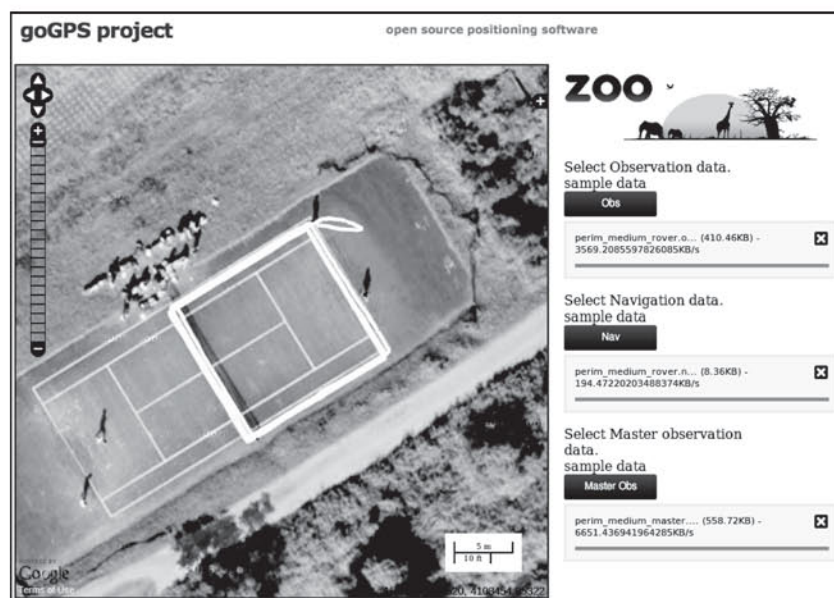 goGPS project
open source positioning software
ZOO
Select Observation data.
sample data
Obs
perim_medium_rover.o... (410.46KB) -
3569.2085597826085KB/s
Select Navigation data.
sample data
Nav
perim_medium_rover.n... (8.36KB) -
194.47220203488374KB/s
Select Master observation
data.
sample data
Master Obs
perim_medium_master.... (558.72KB) -
6651.436941964285KB/s
5 m
10 ft
POWERED BY
Google
Terms of Use